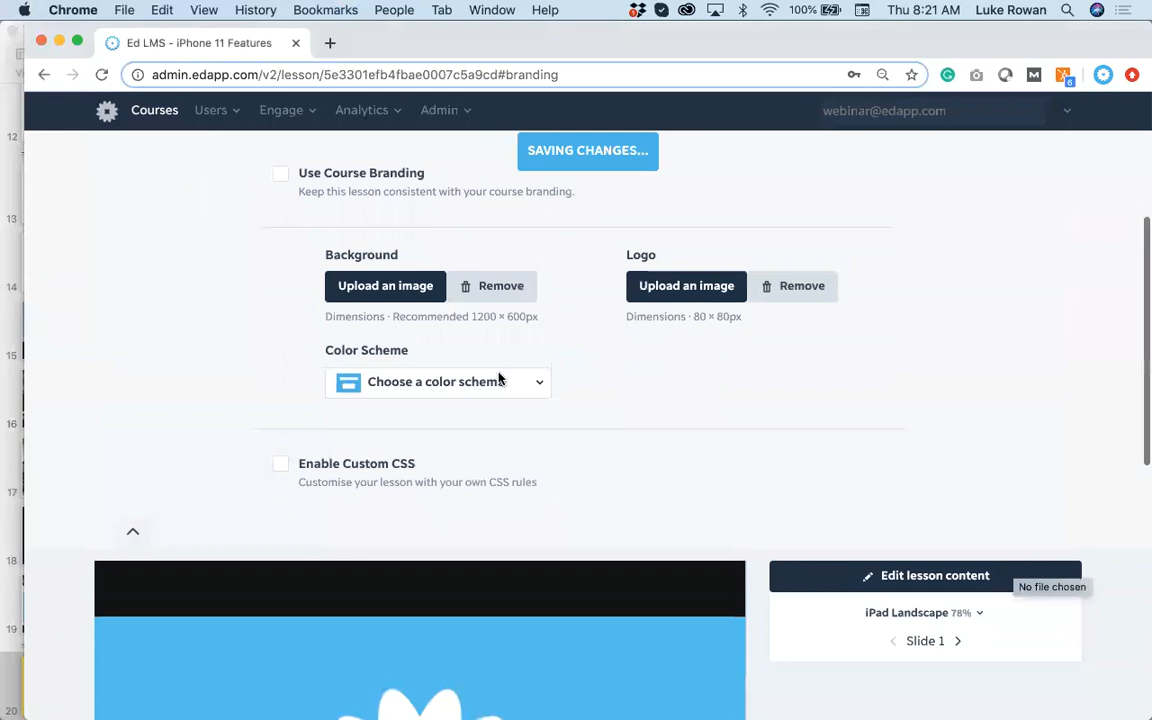 Chrome File Edit View History Bookmarks People Tab Window Help 100% Thu 8:21 AM Luke Rowan
Ed LMS - iPhone 11 Features
admin.edapp.com/v2/lesson/5e3301efb4fbae0007c5a9cd#branding
6
Courses Users Engage Analytics Admin webinar@edapp.com
12
SAVING CHANGES...
Use Course Branding
Keep this lesson consistent with your course branding.
13
Background Logo
Upload an image Remove Upload an image Remove
14
Dimensions · Recommended 1200 × 600px Dimensions · 80 × 80px
Color Scheme
15
Choose a color scheme
16
Enable Custom CSS
Customise your lesson with your own CSS rules
17
18
Edit lesson content
No file chosen
iPad Landscape 78%
19
Slide 1
20